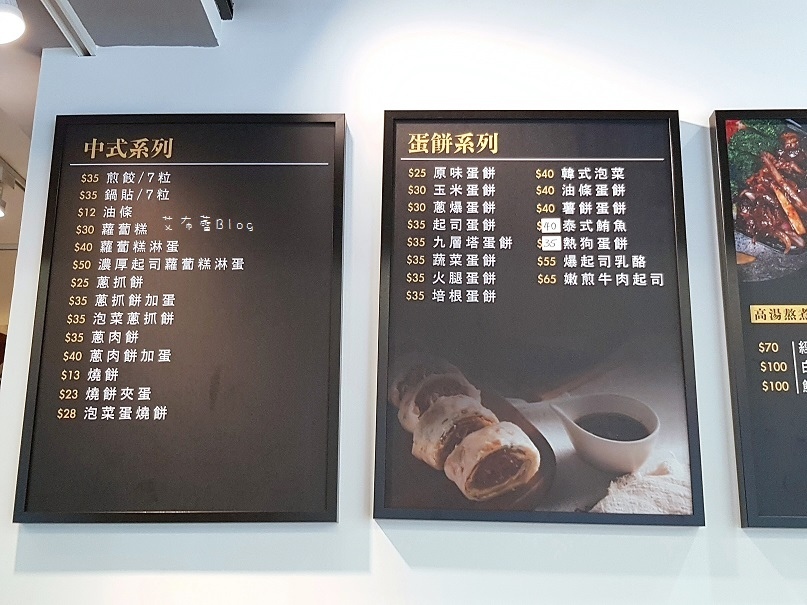 中式系列
$35 煎餃/7粒
$35 鍋貼/7粒
$12 油條
$30 蘿蔔糕
$40 蘿蔔糕淋蛋
$50 濃厚起司蘿蔔糕淋蛋
$25 蔥抓餅
$35 蔥抓餅加蛋
$35 泡菜蔥抓餅
$35 蔥肉餅
$40 蔥肉餅加蛋
$13 燒餅
$23 燒餅夾蛋
$28 泡菜蛋燒餅
艾布蕾Blog
蛋餅系列
$25 原味蛋餅
$30 玉米蛋餅
$30 蔥爆蛋餅
$35 起司蛋餅
$35 九層塔蛋餅
$35 蔬菜蛋餅
$35 火腿蛋餅
$35 培根蛋餅
$40 韓式泡菜
$40 油條蛋餅
$40 薯餅蛋餅
$40 泰式鮪魚
$35 熱狗蛋餅
$55 爆起司乳酪
$65 嫩煎牛肉起司
高湯熬煮
$70
$100
$100